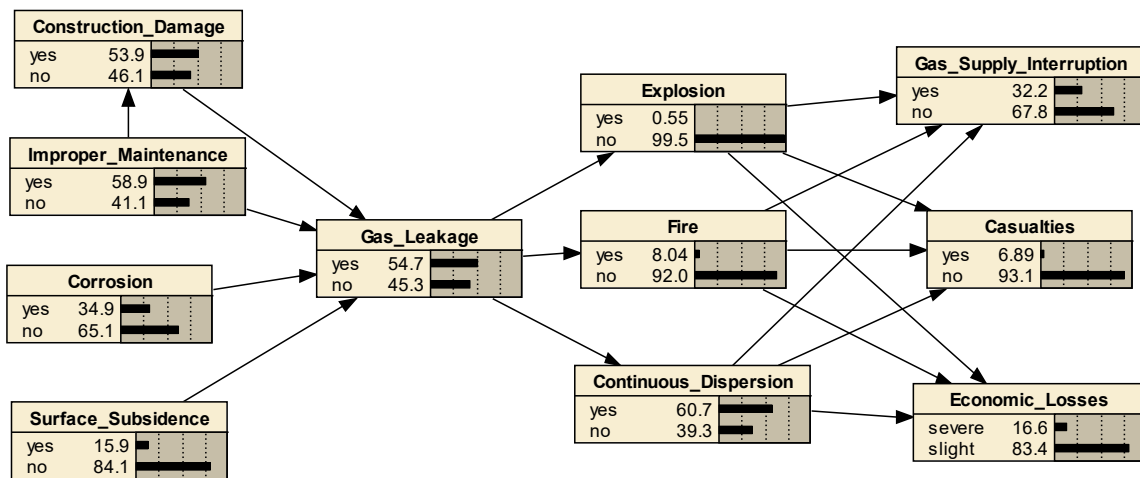 Construction_Damage
yes 53.9
no 46.1
Improper_Maintenance
yes 58.9
no 41.1
Corrosion
yes 34.9
no 65.1
Surface_Subsidence
yes 15.9
no 84.1
Gas_Leakage
yes 54.7
no 45.3
Explosion
yes 0.55
no 99.5
Fire
yes 8.04
no 92.0
Continuous_Dispersion
yes 60.7
no 39.3
Gas_Supply_Interruption
yes 32.2
no 67.8
Casualties
yes 6.89
no 93.1
Economic_Losses
severe 16.6
slight 83.4